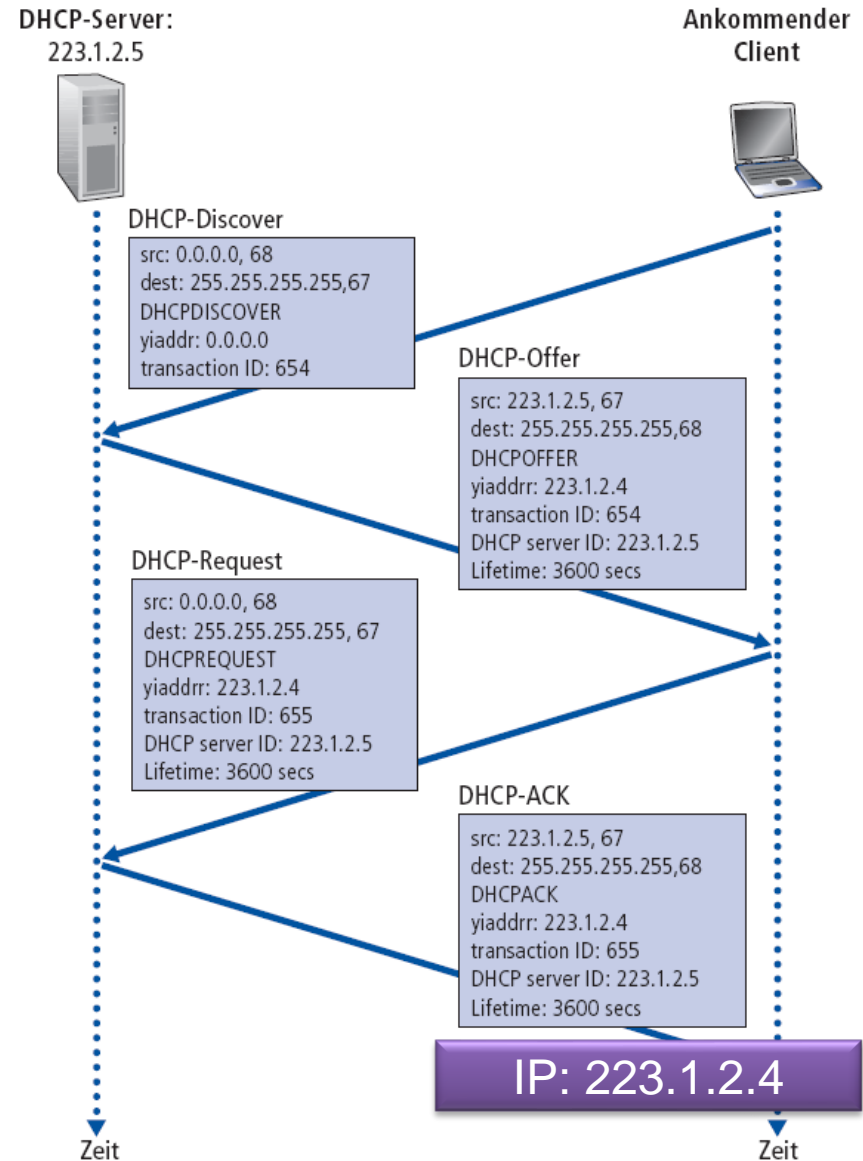 DHCP-Server:
223.1.2.5
Ankommender
Client
DHCP-Discover
src: 0.0.0.0, 68
dest: 255.255.255.255,67
DHCPDISCOVER
yiaddr: 0.0.0.0
transaction ID: 654
DHCP-Offer
src: 223.1.2.5, 67
dest: 255.255.255.255,68
DHCPOFFER
yiaddrr: 223.1.2.4
transaction ID: 654
DHCP server ID: 223.1.2.5
Lifetime: 3600 secs
DHCP-Request
src: 0.0.0.0, 68
dest: 255.255.255.255, 67
DHCPREQUEST
yiaddrr: 223.1.2.4
transaction ID: 655
DHCP server ID: 223.1.2.5
Lifetime: 3600 secs
DHCP-ACK
src: 223.1.2.5, 67
dest: 255.255.255.255,68
DHCPACK
yiaddrr: 223.1.2.4
transaction ID: 655
DHCP server ID: 223.1.2.5
Lifetime: 3600 secs
IP: 223.1.2.4
Zeit
Zeit